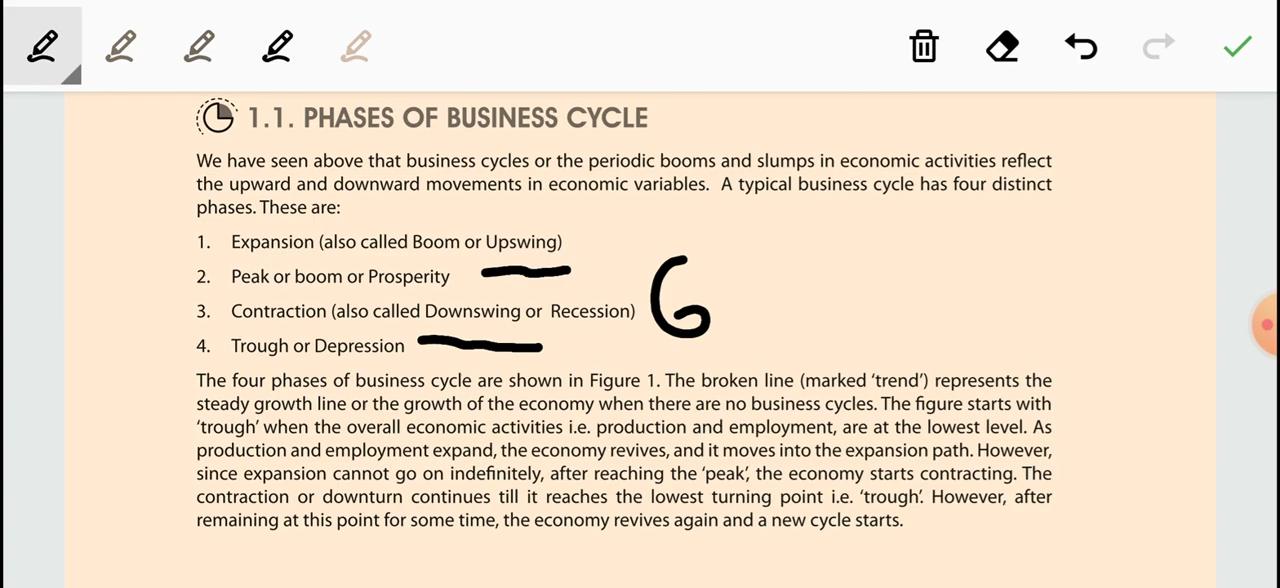 1.1. PHASES OF BUSINESS CYCLE
We have seen above that business cycles or the periodic booms and slumps in economic activities reflect
the upward and downward movements in economic variables. A typical business cycle has four distinct
phases. These are:
1. Expansion (also called Boom or Upswing)
2. Peak or boom or Prosperity
3. Contraction (also called Downswing or Recession)
4. Trough or Depression
6
The four phases of business cycle are shown in Figure 1. The broken line (marked ‘trend’) represents the
steady growth line or the growth of the economy when there are no business cycles. The figure starts with
‘trough’ when the overall economic activities i.e. production and employment, are at the lowest level. As
production and employment expand, the economy revives, and it moves into the expansion path. However,
since expansion cannot go on indefinitely, after reaching the ‘peak’, the economy starts contracting. The
contraction or downturn continues till it reaches the lowest turning point i.e. ‘trough’. However, after
remaining at this point for some time, the economy revives again and a new cycle starts.